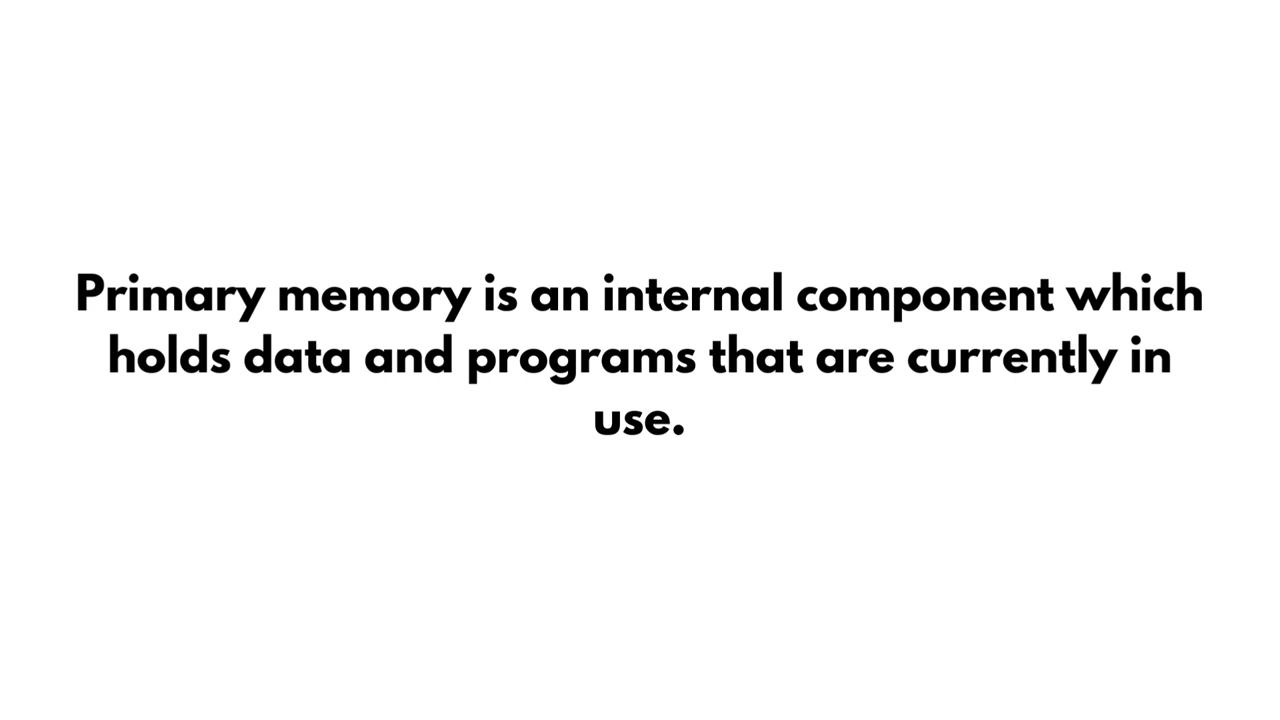 Primary memory is an internal component which
holds data and programs that are currently in
use.